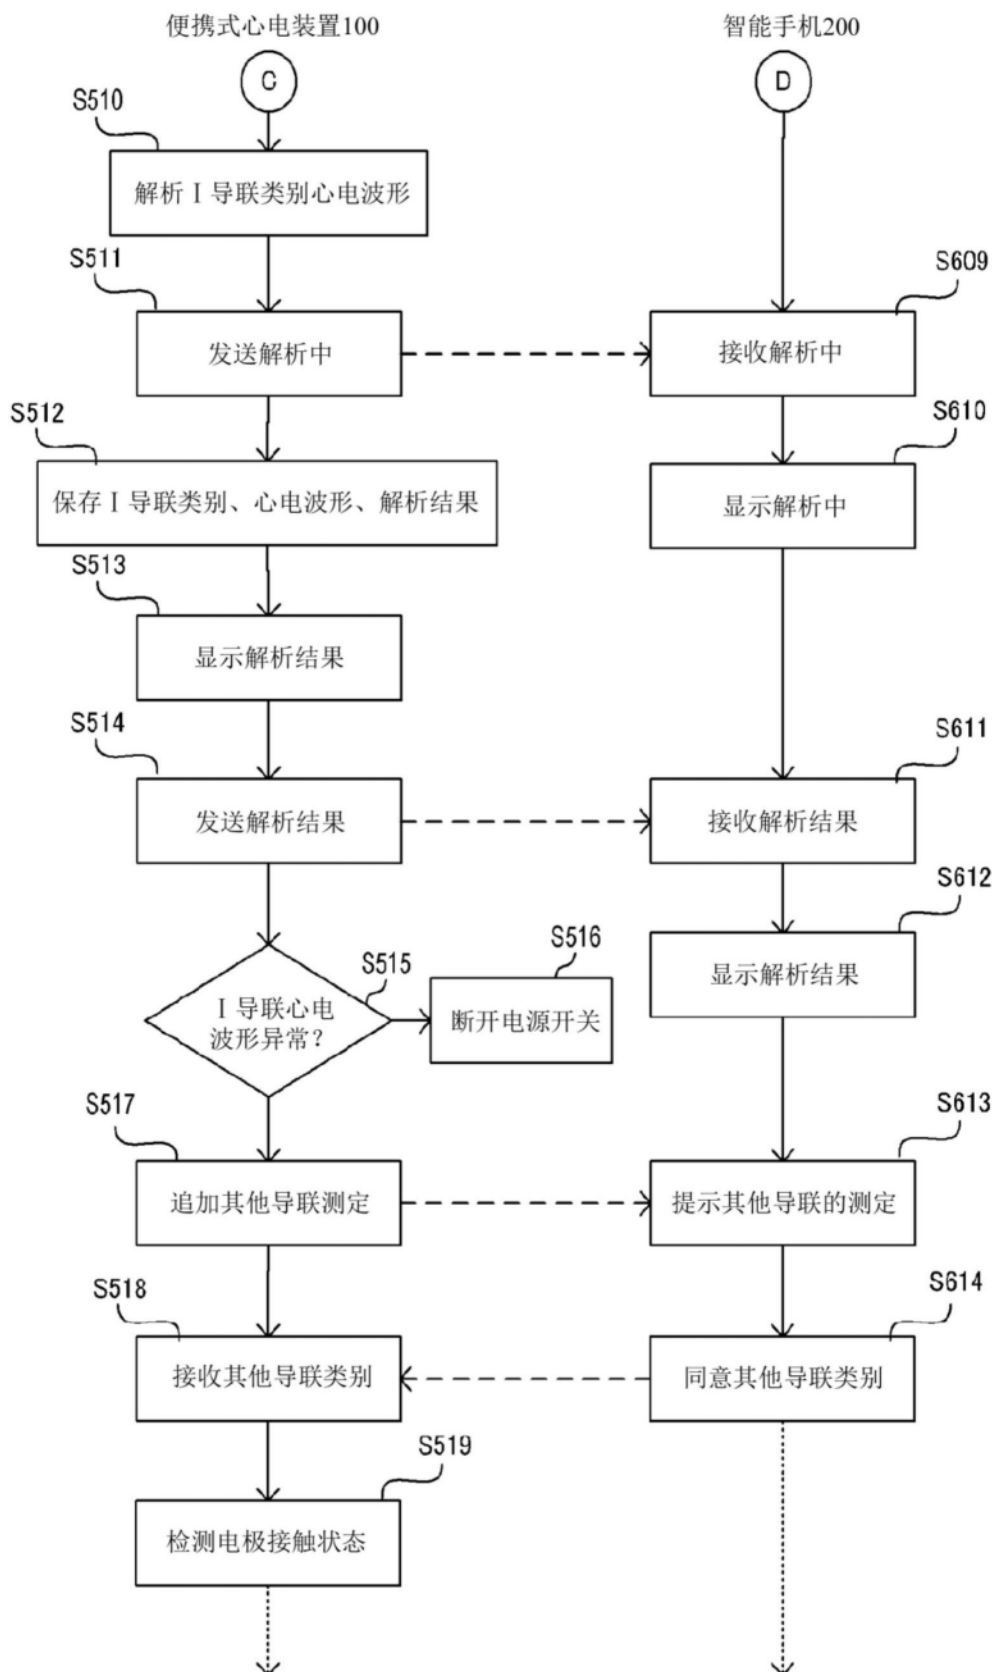 便携式心电装置100
智能手机200
C
D
S510
解析Ⅰ导联类别心电波形
S511
S609
发送解析中
接收解析中
S512
S610
保存Ⅰ导联类别、心电波形、解析结果
显示解析中
S513
显示解析结果
S514
S611
发送解析结果
接收解析结果
S612
S515
S516
显示解析结果
Ⅰ导联心电
波形异常?
断开电源开关
S517
S613
追加其他导联测定
提示其他导联的测定
S518
S614
接收其他导联类别
同意其他导联类别
S519
检测电极接触状态